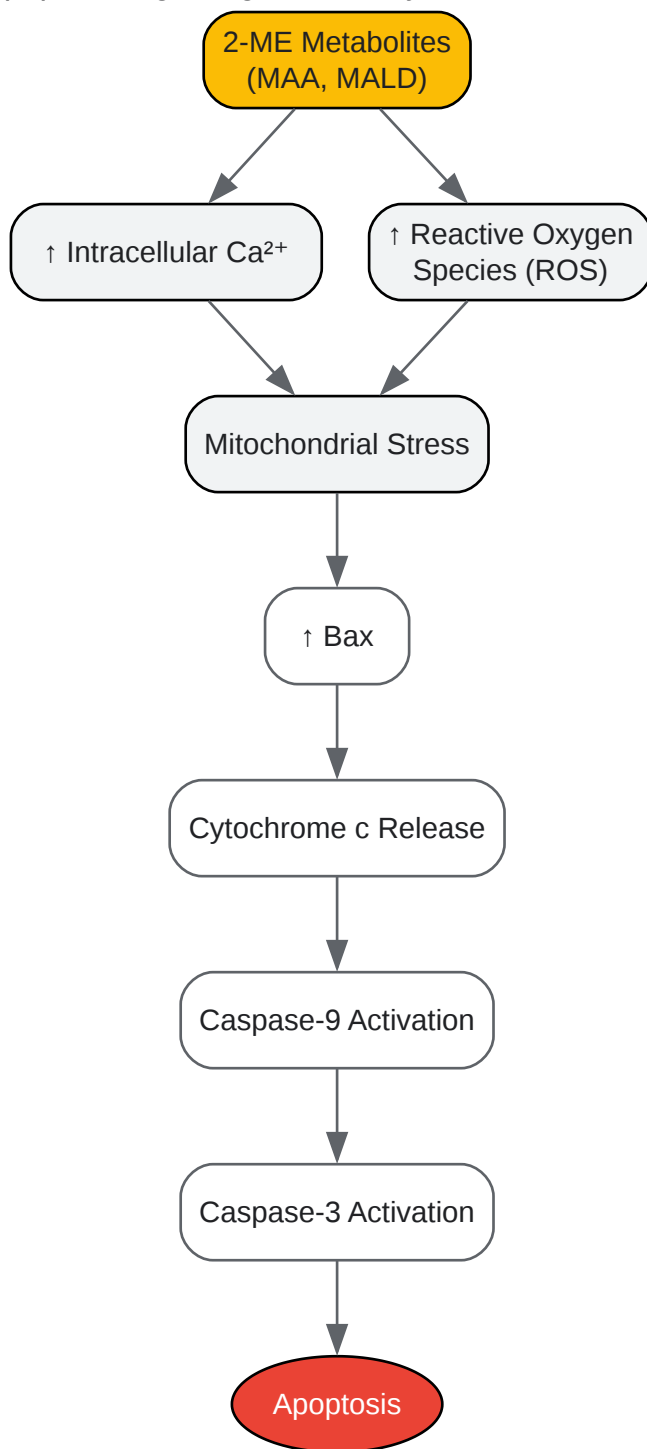 2-ME Metabolites
(MAA, MALD)
↑ Intracellular Ca²⁺
↑ Reactive Oxygen
Species (ROS)
Mitochondrial Stress
↑ Bax
Cytochrome c Release
Caspase-9 Activation
Caspase-3 Activation
Apoptosis